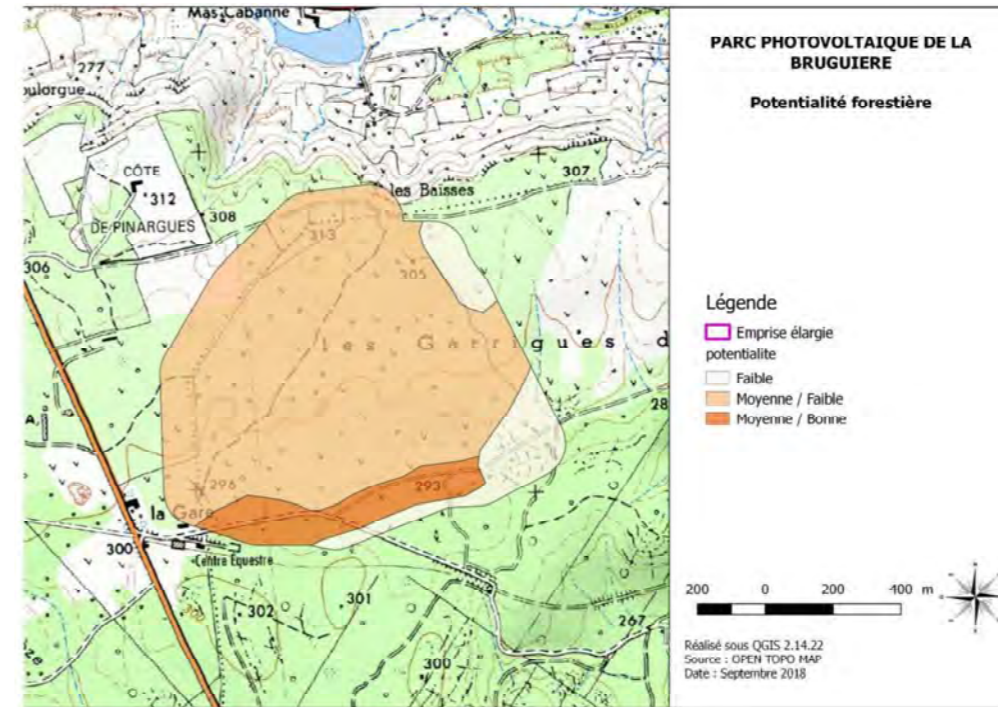 Mas Cabanne
277
oulorgue
CÔTE
312
DE PINARGUES
308
306
les Baisses
307
313
305
les Garrigues d
28
A
296
293
la Gare
300
Centre Equestre
302
301
300
267
300
PARC PHOTOVOLTAIQUE DE LA
BRUGUIERE
Potentialité forestière
Légende
Emprise élargie
potentialite
Faible
Moyenne / Faible
Moyenne / Bonne
200 0 200 400 m
Réalisé sous QGIS 2.14.22
Source : OPEN TOPO MAP
Date : Septembre 2018